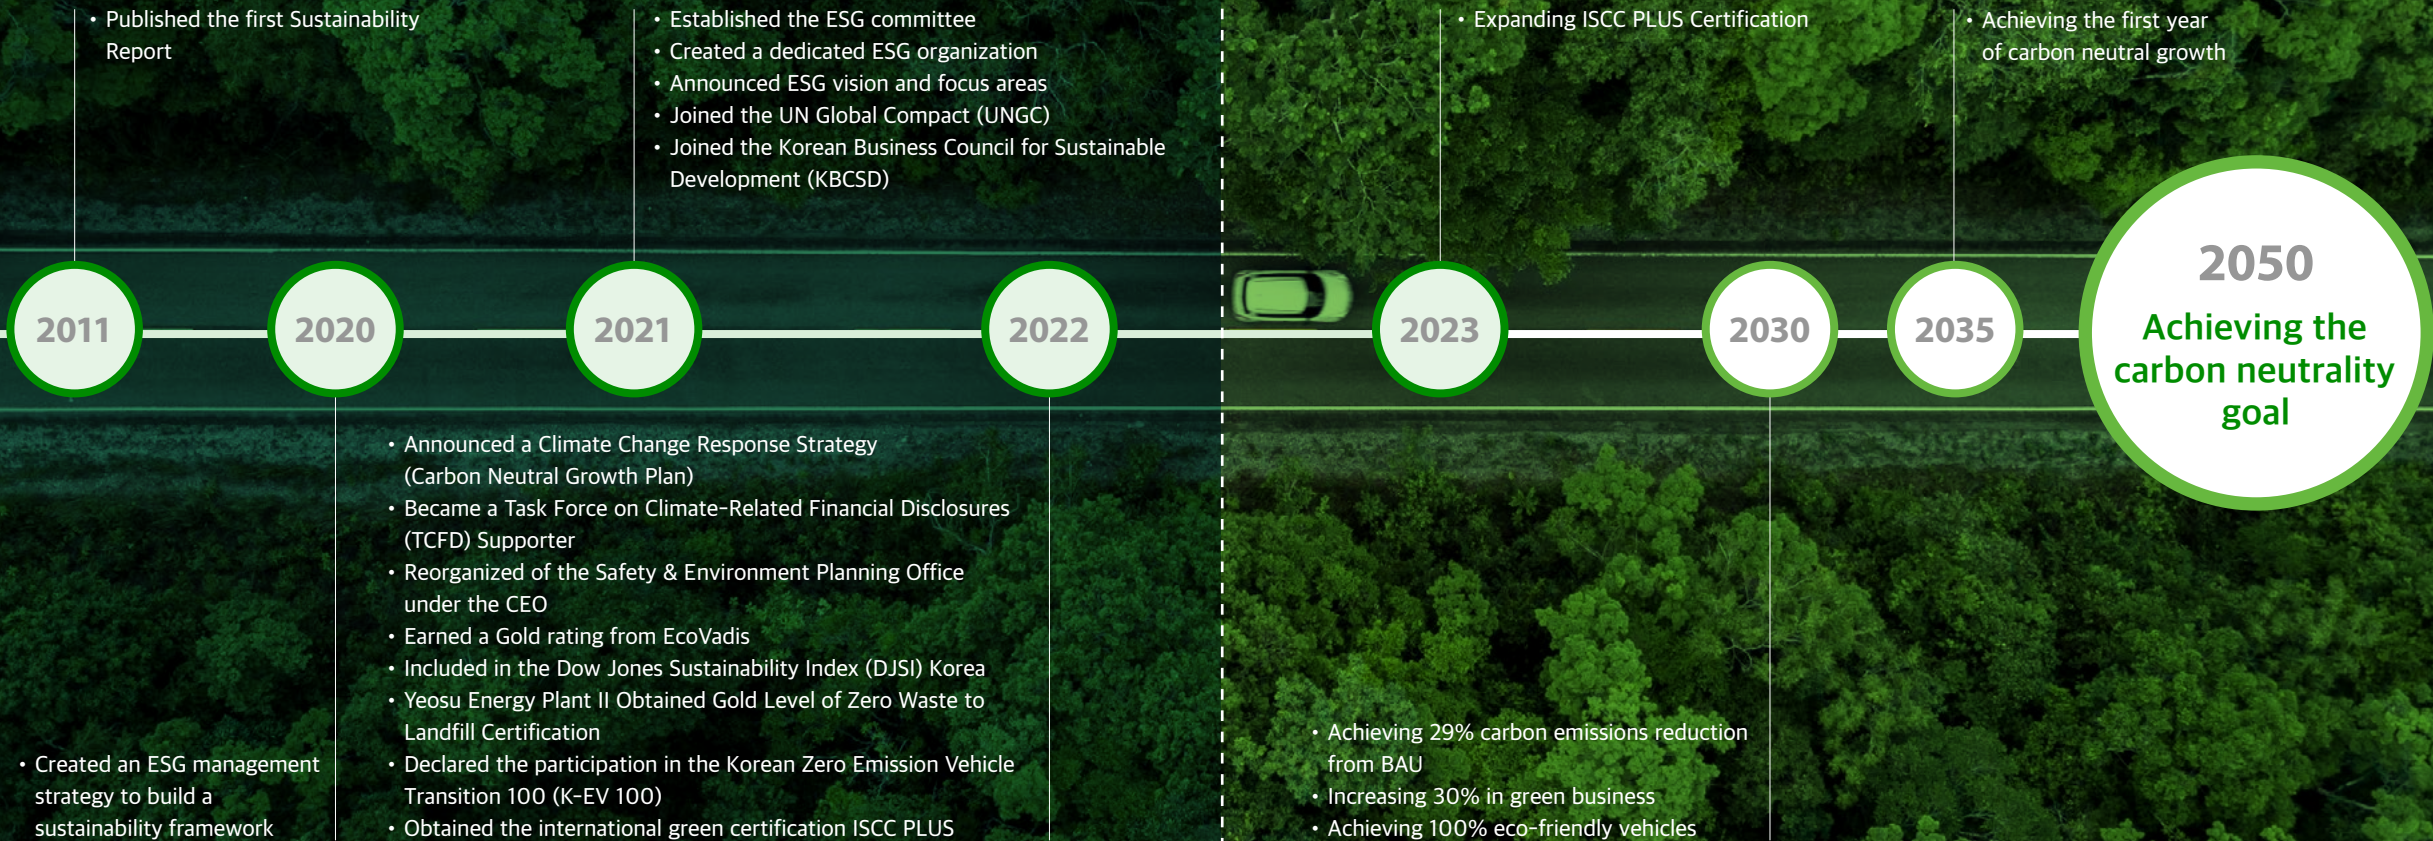 • Published the first Sustainability
Report
• Established the ESG committee
• Created a dedicated ESG organization
• Announced ESG vision and focus areas
• Joined the UN Global Compact (UNGC)
• Joined the Korean Business Council for Sustainable
Development (KBCSD)
• Expanding ISCC PLUS Certification
• Achieving the first year
of carbon neutral growth
2011
2020
2021
2022
2023
2030
2035
2050
Achieving the
carbon neutrality
goal
• Created an ESG management
strategy to build a
sustainability framework
• Announced a Climate Change Response Strategy
(Carbon Neutral Growth Plan)
• Became a Task Force on Climate-Related Financial Disclosures
(TCFD) Supporter
• Reorganized of the Safety & Environment Planning Office
under the CEO
• Earned a Gold rating from EcoVadis
• Included in the Dow Jones Sustainability Index (DJSI) Korea
• Yeosu Energy Plant II Obtained Gold Level of Zero Waste to
Landfill Certification
• Declared the participation in the Korean Zero Emission Vehicle
Transition 100 (K-EV 100)
• Obtained the international green certification ISCC PLUS
• Achieving 29% carbon emissions reduction
from BAU
• Increasing 30% in green business
• Achieving 100% eco-friendly vehicles